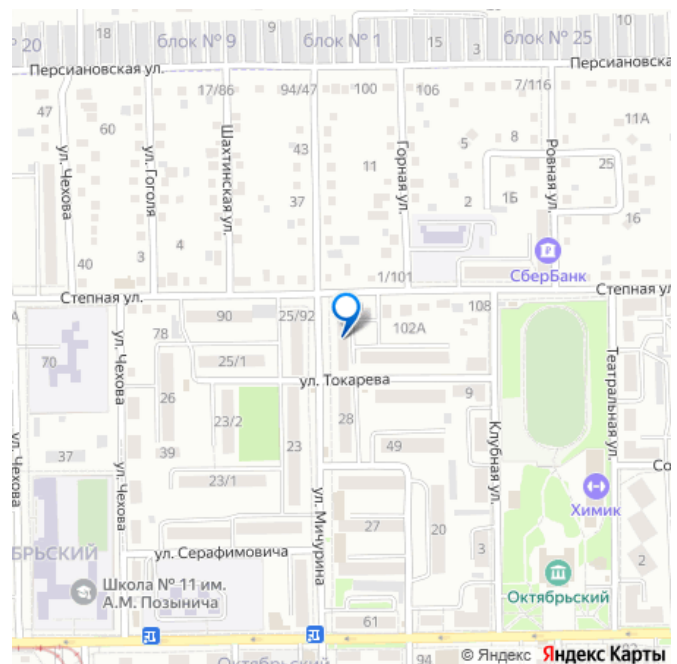 № 20
18
блок № 9
9
блок № 1
15
3
блок № 25
10
Персиановская ул.
Персиановска
17/86
94/47
100
106
7/116
47
60
ул. Чехова
ул. Гоголя
Шахтинская ул.
43
37
11
Горная ул.
5
8
11А
Ровная ул.
25
2
1Б
16
3
4
40
1/101
СберБанк
Степная ул.
Степная ул
108
78
90
25/92
102А
70
25/1
ул. Токарева
26
23/2
28
9
39
23
49
37
23/1
ул. Чехова
ул. Чехова
ул. Мичурина
Клубная ул.
Театральная ул.
Со
Химик
27
20
3
2
БРЬСКИЙ
ул. Серафимовича
Школа № 11 им.
А.М. Позынича
Октябрьский
61
94
Октябрьский
© Яндекс Яндекс Карты